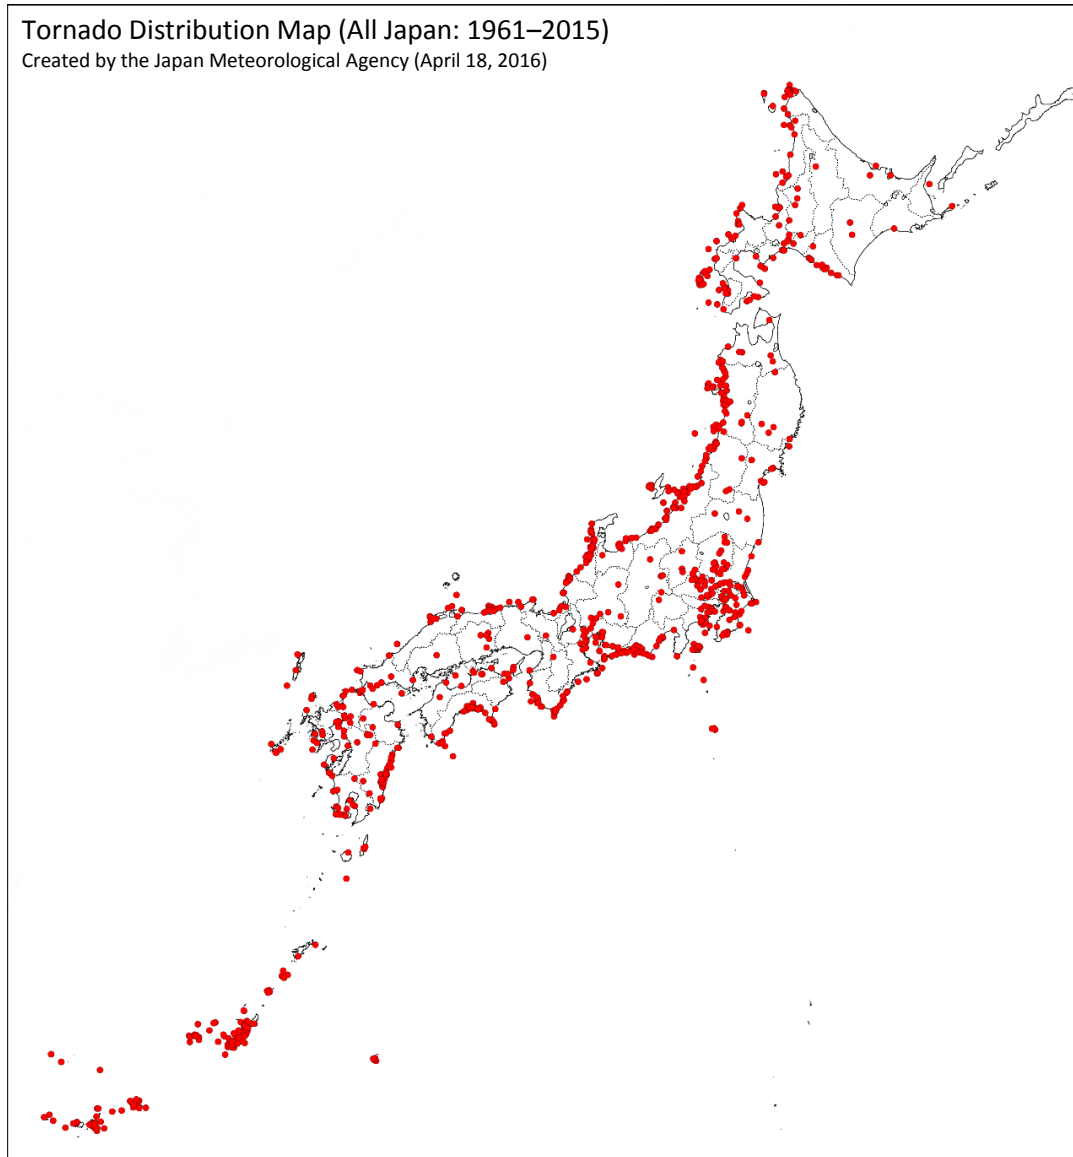 Tornado Distribution Map (All Japan: 1961–2015)
Created by the Japan Meteorological Agency (April 18, 2016)